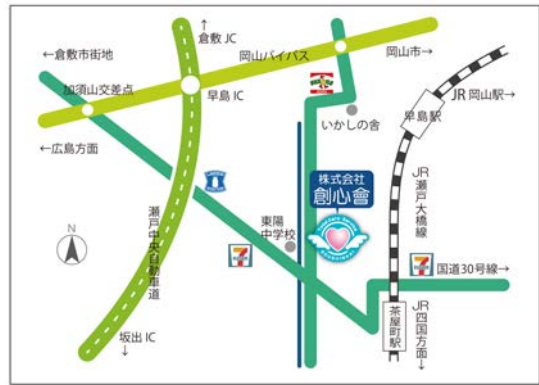 ↑
倉敷 JC
←倉敷市街地
岡山バイパス
岡山市→
加須山交差点
早島 IC
JR 岡山駅→
早島駅
いかしの舎
←広島方面
株式会社
創心會
JR瀬戸大橋線
東陽
中学校
瀬戸中央自動車道
N
国道30号線→
茶屋町駅
JR四国方面→
坂出 IC
↓